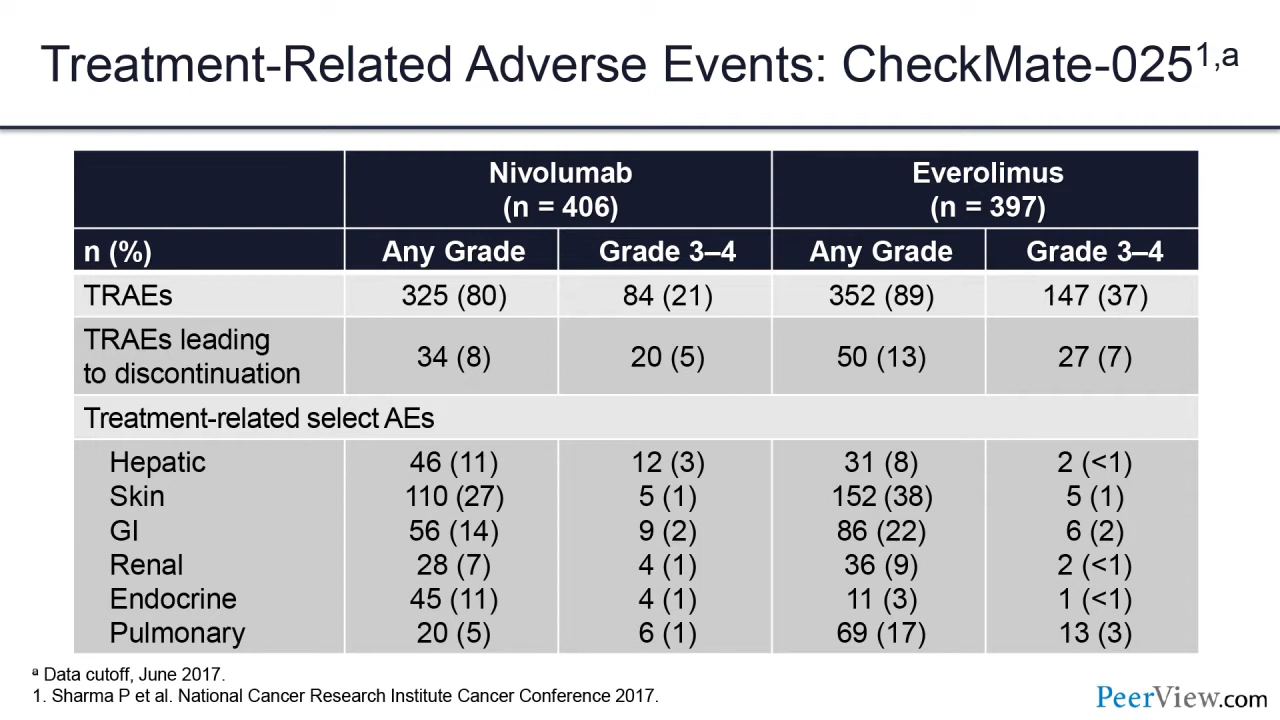 Treatment-Related Adverse Events: CheckMate-025¹,ᵃ
Nivolumab Everolimus
(n = 406) (n = 397)
n (%) Any Grade Grade 3–4 Any Grade Grade 3–4
TRAEs 325 (80) 84 (21) 352 (89) 147 (37)
TRAEs leading
to discontinuation 34 (8) 20 (5) 50 (13) 27 (7)
Treatment-related select AEs
Hepatic 46 (11) 12 (3) 31 (8) 2 (<1)
Skin 110 (27) 5 (1) 152 (38) 5 (1)
GI 56 (14) 9 (2) 86 (22) 6 (2)
Renal 28 (7) 4 (1) 36 (9) 2 (<1)
Endocrine 45 (11) 4 (1) 11 (3) 1 (<1)
Pulmonary 20 (5) 6 (1) 69 (17) 13 (3)
ᵃ Data cutoff, June 2017.
1. Sharma P et al. National Cancer Research Institute Cancer Conference 2017.
PeerView.com